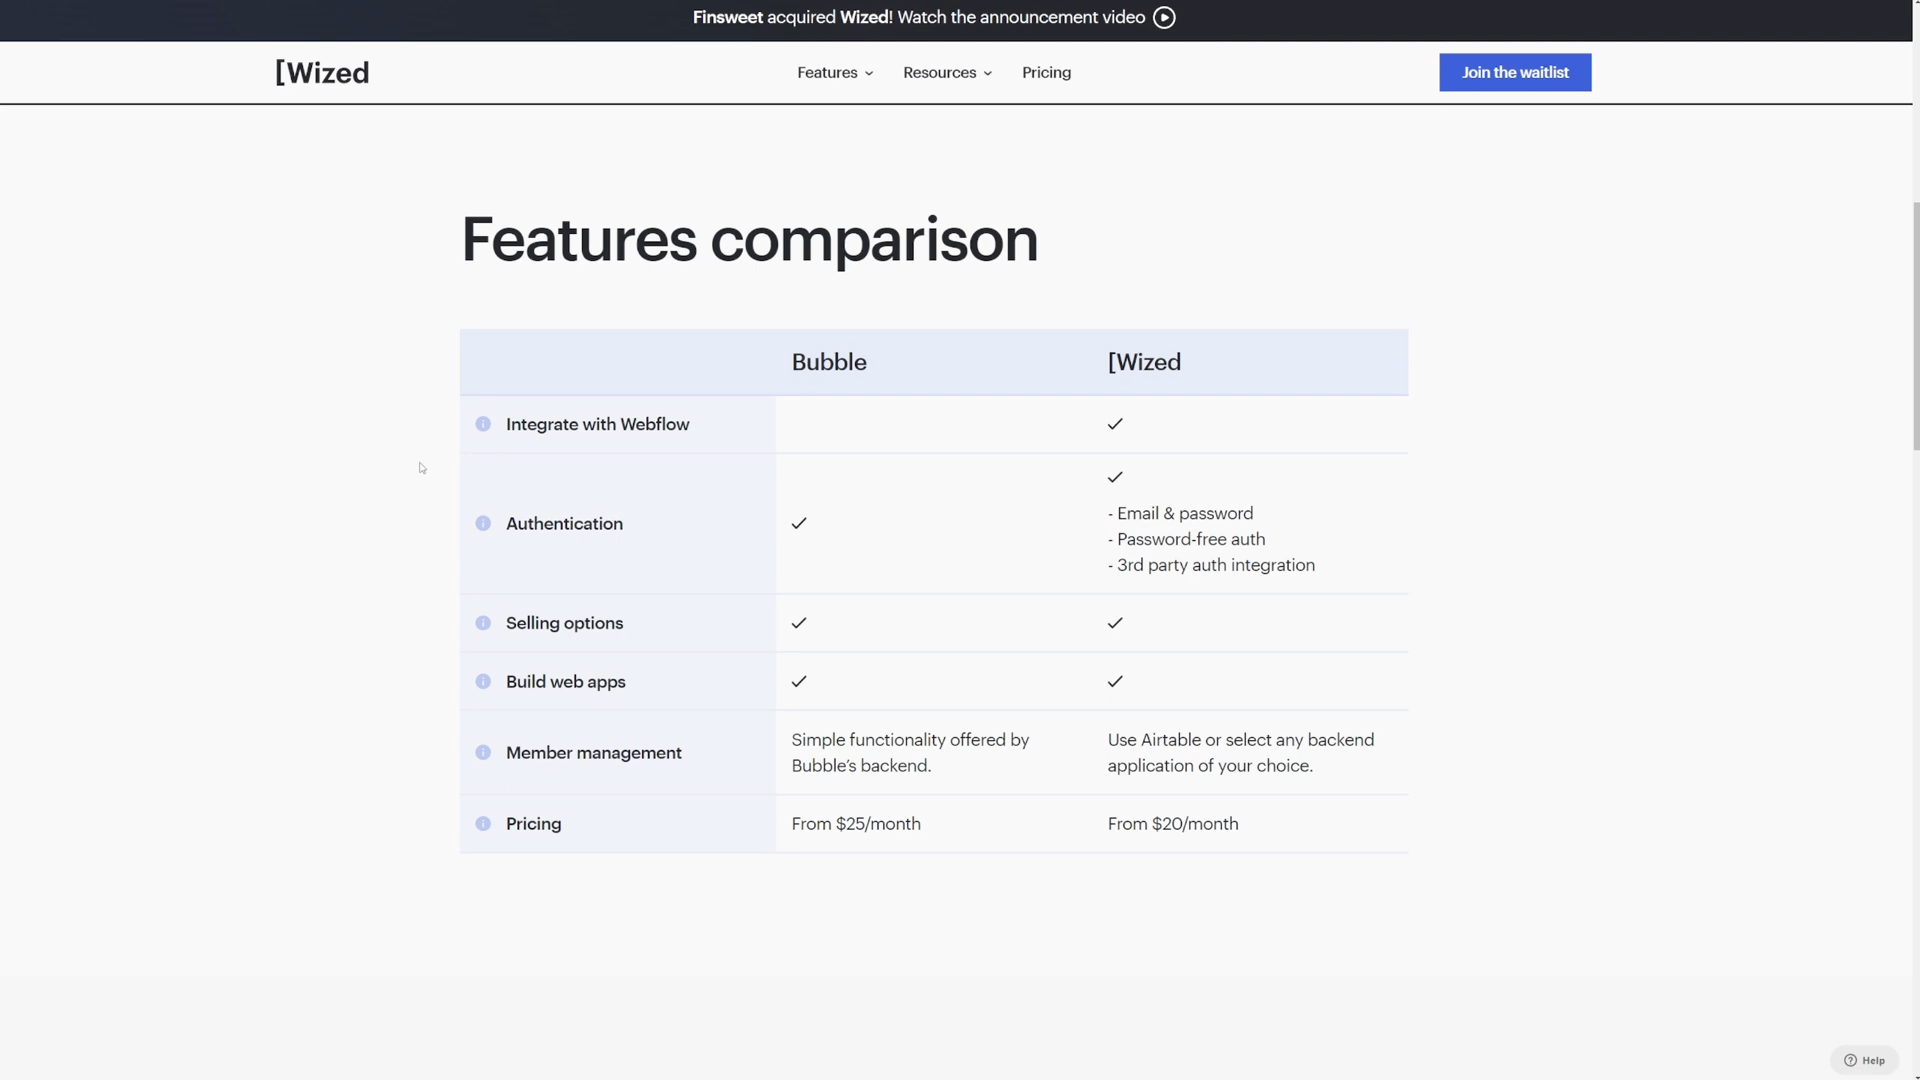 Finsweet acquired Wized! Watch the announcement video
[Wized
Features
Resources
Pricing
Join the waitlist
Features comparison
Bubble
[Wized
Integrate with Webflow
Authentication
- Email & password
- Password-free auth
- 3rd party auth integration
Selling options
Build web apps
Member management
Simple functionality offered by
Bubble’s backend.
Use Airtable or select any backend
application of your choice.
Pricing
From $25/month
From $20/month
Help